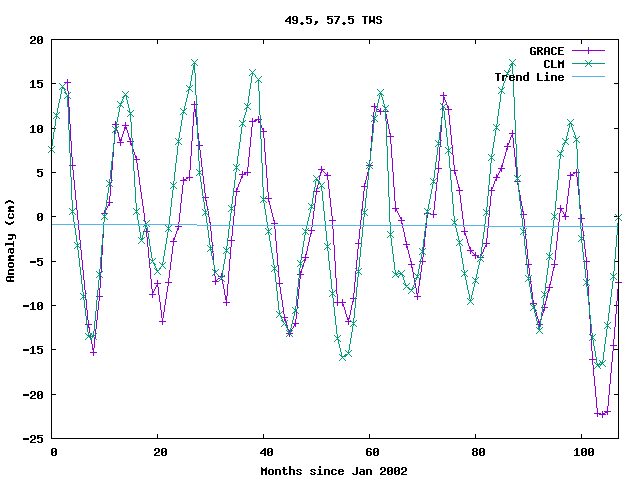 49.5, 57.5 TWS
GRACE
CLM
Trend Line
20
15
10
5
0
-5
-10
-15
-20
-25
Anomaly (cm)
0 20 40 60 80 100
Months since Jan 2002